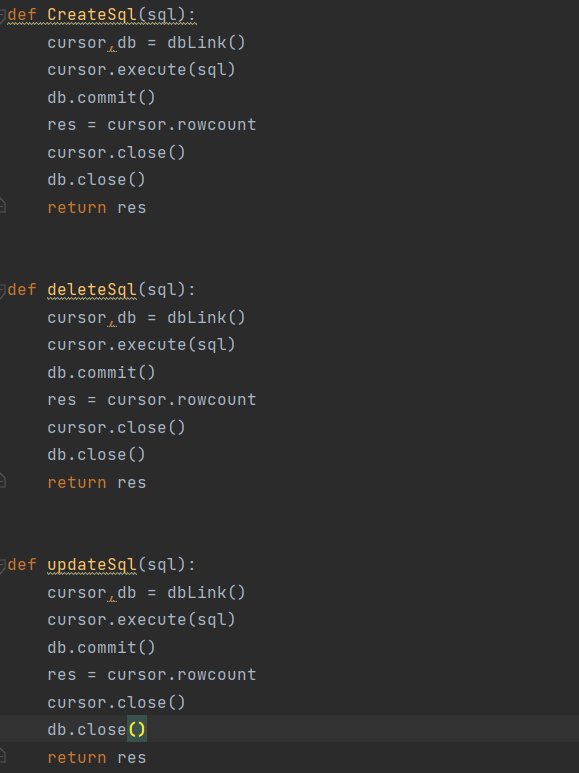 def CreateSql(sql):
    cursor,db = dbLink()
    cursor.execute(sql)
    db.commit()
    res = cursor.rowcount
    cursor.close()
    db.close()
    return res
def deleteSql(sql):
    cursor,db = dbLink()
    cursor.execute(sql)
    db.commit()
    res = cursor.rowcount
    cursor.close()
    db.close()
    return res
def updateSql(sql):
    cursor,db = dbLink()
    cursor.execute(sql)
    db.commit()
    res = cursor.rowcount
    cursor.close()
    db.close()
    return res